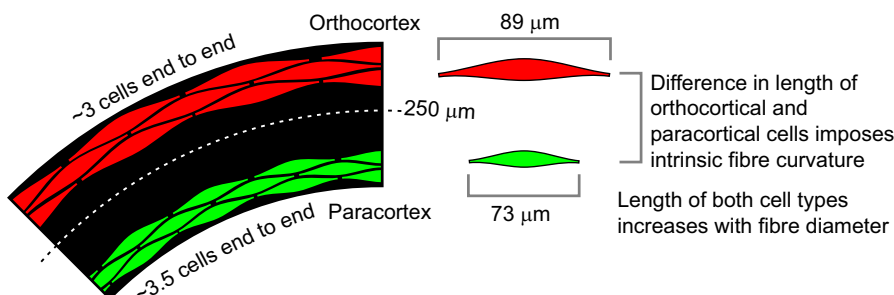 Orthocortex
89 µm
~3 cells end to end
250 µm
Difference in length of
orthocortical and
paracortical cells imposes
intrinsic fibre curvature
Paracortex
73 µm
~3.5 cells end to end
Length of both cell types
increases with fibre diameter